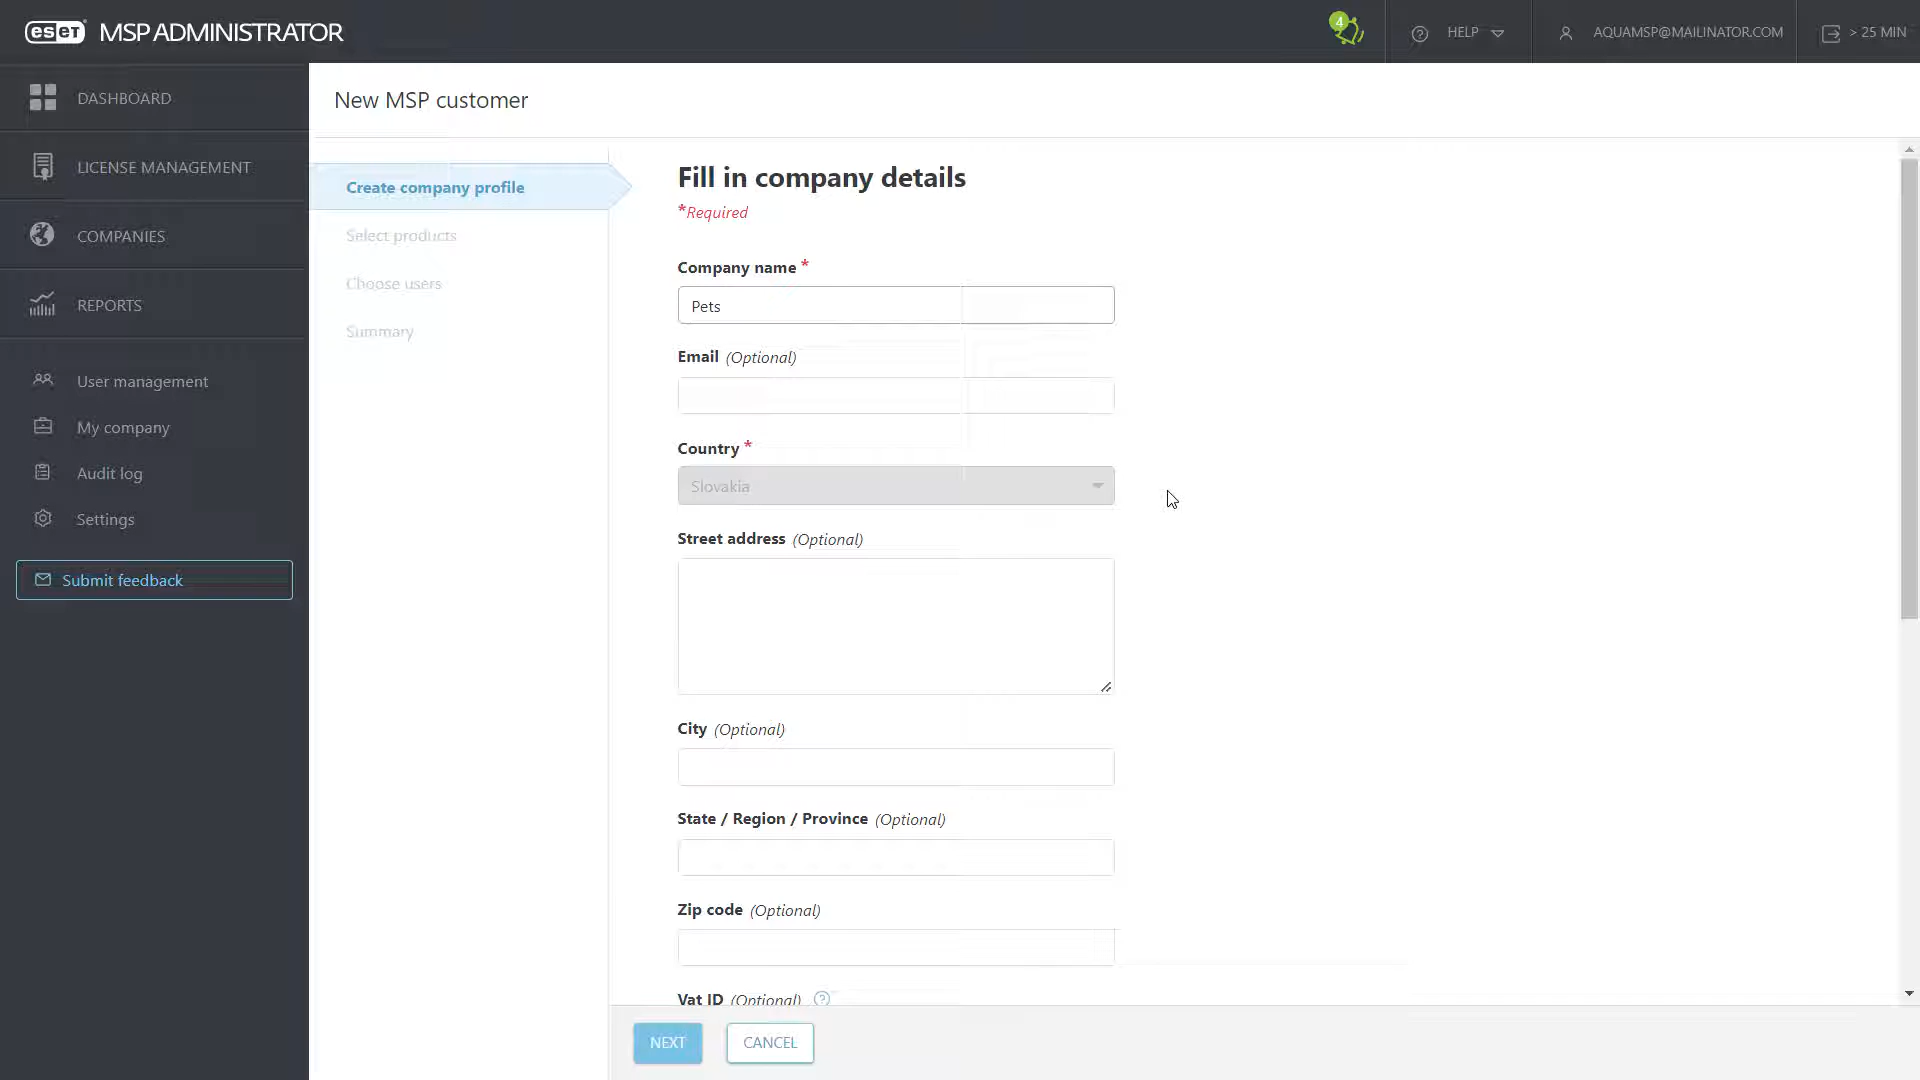 eset MSP ADMINISTRATOR
4
HELP
AQUAMSP@MAILINATOR.COM
> 25 MIN
DASHBOARD
LICENSE MANAGEMENT
COMPANIES
REPORTS
User management
My company
Audit log
Settings
Submit feedback
New MSP customer
Create company profile
Select products
Choose users
Summary
Fill in company details
*Required
Company name *
Pets
Email (Optional)
Country *
Slovakia
Street address (Optional)
City (Optional)
State / Region / Province (Optional)
Zip code (Optional)
Vat ID (Optional) ?
NEXT
CANCEL